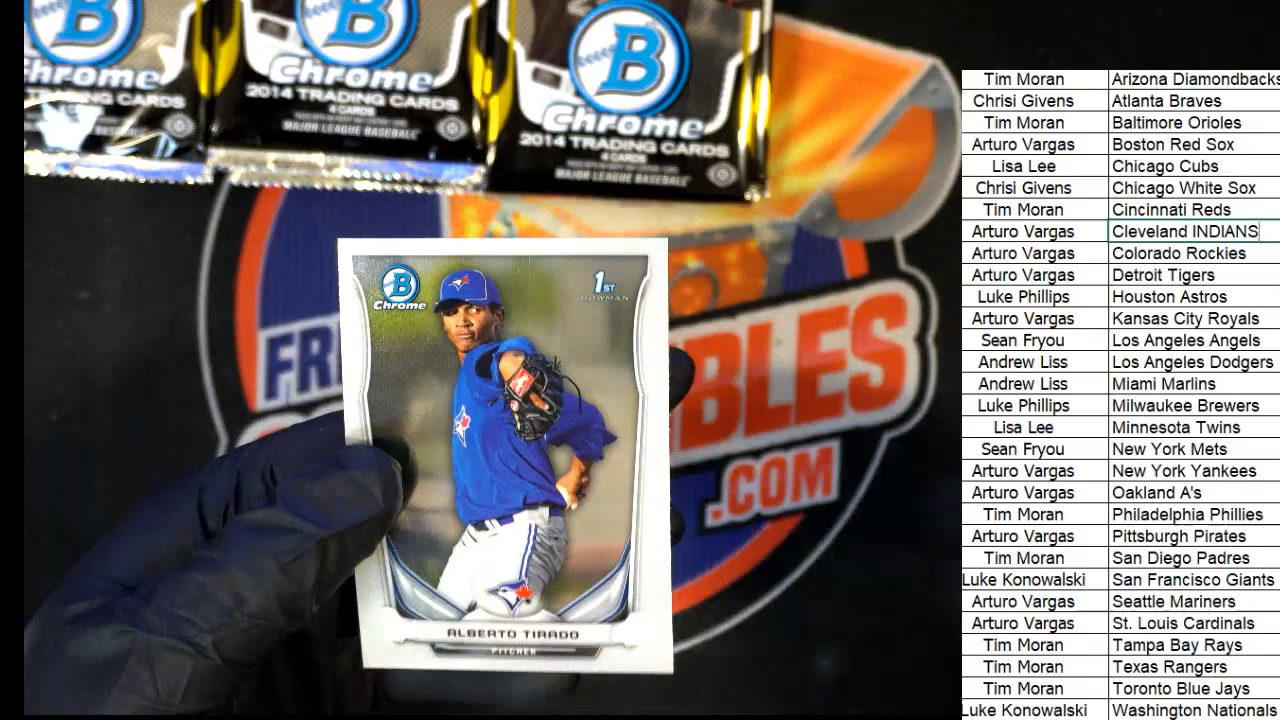 B
B
B
Chrome
Chrome
Chrome
2014 TRADING CARDS
4 CARDS
MAJOR LEAGUE BASEBALL
2014 TRADING CARDS
4 CARDS
MAJOR LEAGUE BASEBALL
B
Chrome
1ST
BOWMAN
ALBERTO TIRADO
PITCHER
FR
BLES
.COM
Tim Moran Arizona Diamondbacks
Chrisi Givens Atlanta Braves
Tim Moran Baltimore Orioles
Arturo Vargas Boston Red Sox
Lisa Lee Chicago Cubs
Chrisi Givens Chicago White Sox
Tim Moran Cincinnati Reds
Arturo Vargas Cleveland INDIANS
Arturo Vargas Colorado Rockies
Arturo Vargas Detroit Tigers
Luke Phillips Houston Astros
Arturo Vargas Kansas City Royals
Sean Fryou Los Angeles Angels
Andrew Liss Los Angeles Dodgers
Andrew Liss Miami Marlins
Luke Phillips Milwaukee Brewers
Lisa Lee Minnesota Twins
Sean Fryou New York Mets
Arturo Vargas New York Yankees
Arturo Vargas Oakland A's
Tim Moran Philadelphia Phillies
Arturo Vargas Pittsburgh Pirates
Tim Moran San Diego Padres
Luke Konowalski San Francisco Giants
Arturo Vargas Seattle Mariners
Arturo Vargas St. Louis Cardinals
Tim Moran Tampa Bay Rays
Tim Moran Texas Rangers
Tim Moran Toronto Blue Jays
Luke Konowalski Washington Nationals